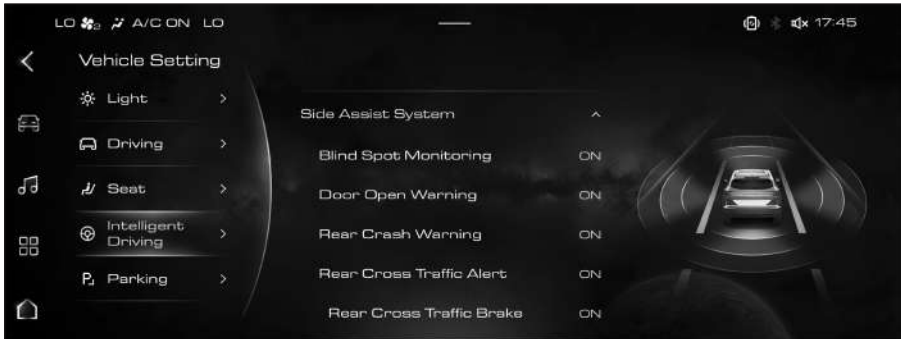 LO 2 A/C ON LO
17:45
Vehicle Setting
Light
Driving
Seat
Intelligent
Driving
Parking
Side Assist System
Blind Spot Monitoring ON
Door Open Warning ON
Rear Crash Warning ON
Rear Cross Traffic Alert ON
Rear Cross Traffic Brake ON